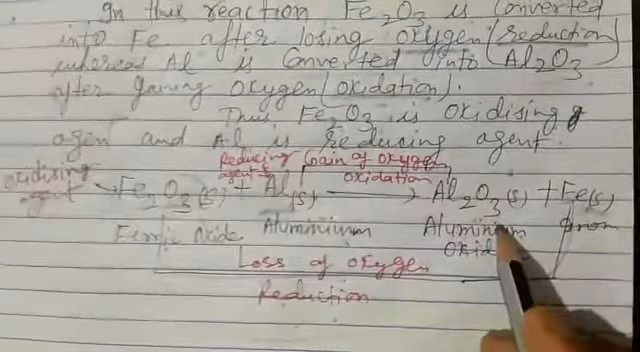 In this reaction Fe2O3 is converted
into Fe after losing oxygen (reduction)
whereas Al is converted into Al2O3
after gaining oxygen (oxidation).
Thus Fe2O3 is oxidising
agen and Al is reducing agent.
Reducing agent Gain of oxygen
oxidation
oxidising agent Fe2O3(s) + Al(s) → Al2O3(s) + Fe(s)
Ferric Oxide Aluminium Aluminium Oxid Iron
Loss of oxygen
Reduction